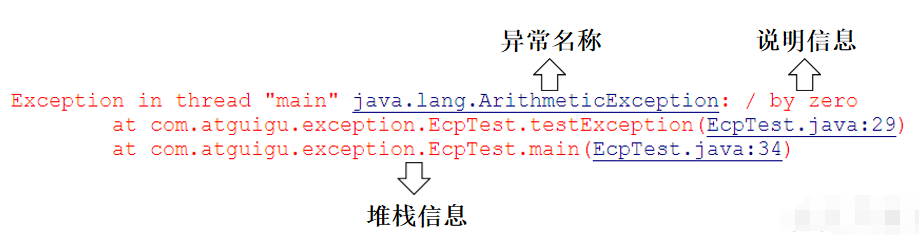 异常名称 说明信息
Exception in thread "main" java.lang.ArithmeticException: / by zero
at com.atguigu.exception.EcpTest.testException(EcpTest.java:29)
at com.atguigu.exception.EcpTest.main(EcpTest.java:34)
堆栈信息